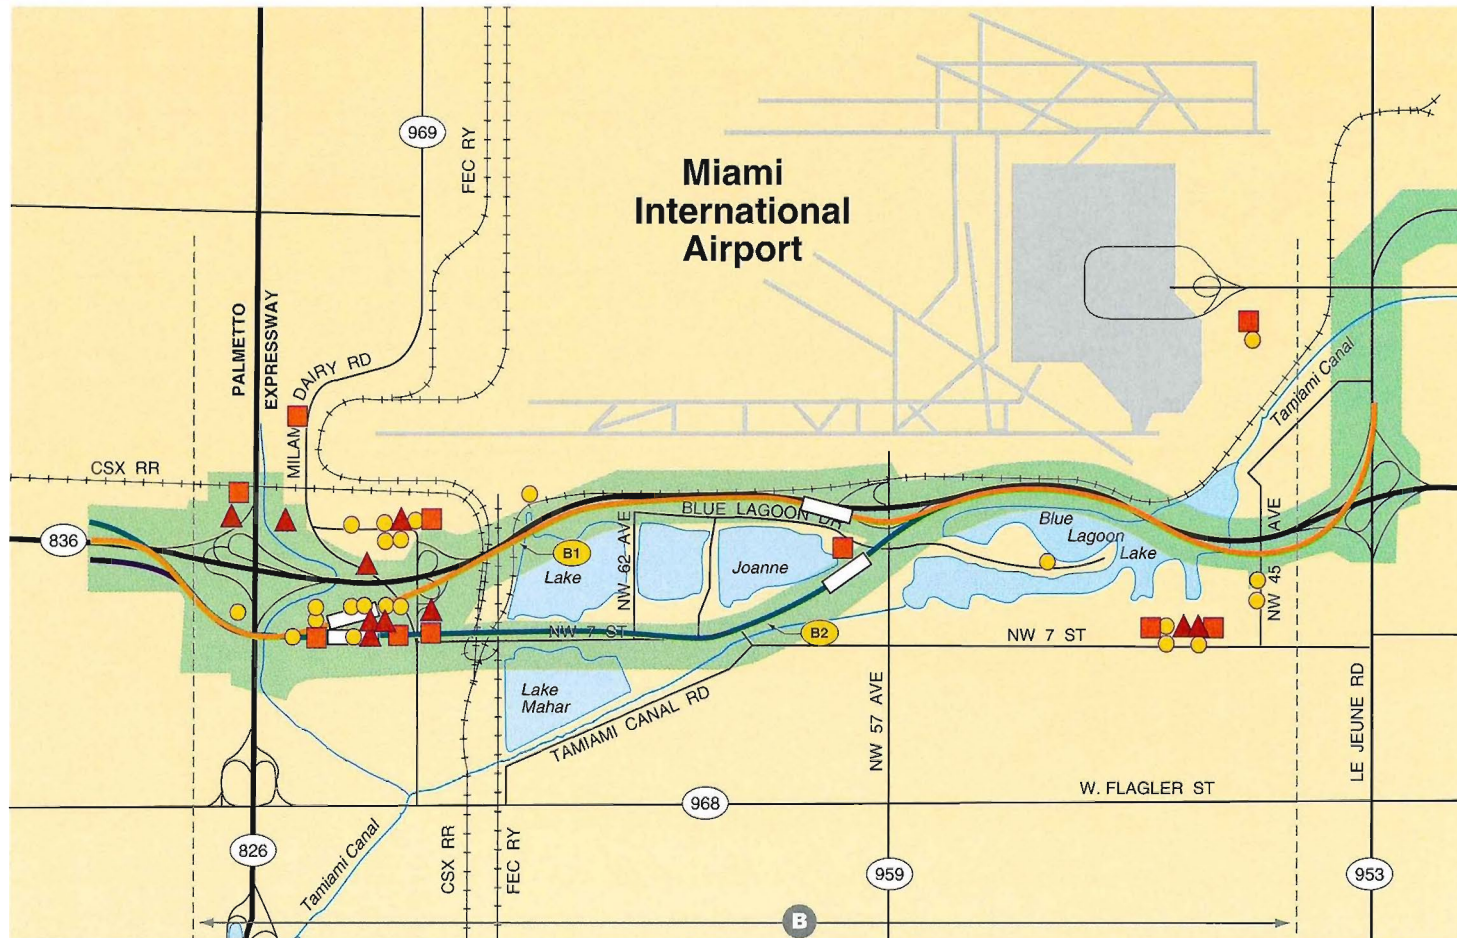 969
FEC RY
Miami
International
Airport
PALMETTO
EXPRESSWAY
MILAM DAIRY RD
Tamiami Canal
CSX RR
836
BLUE LAGOON DR
Blue
Lagoon
Lake
B1
Lake
NW 62 AVE
Joanne
NW 45 AVE
NW 7 ST
B2
NW 7 ST
Lake
Mahar
TAMIAMI CANAL RD
NW 57 AVE
LE JEUNE RD
W. FLAGLER ST
968
826
Tamiami Canal
CSX RR
FEC RY
959
953
B